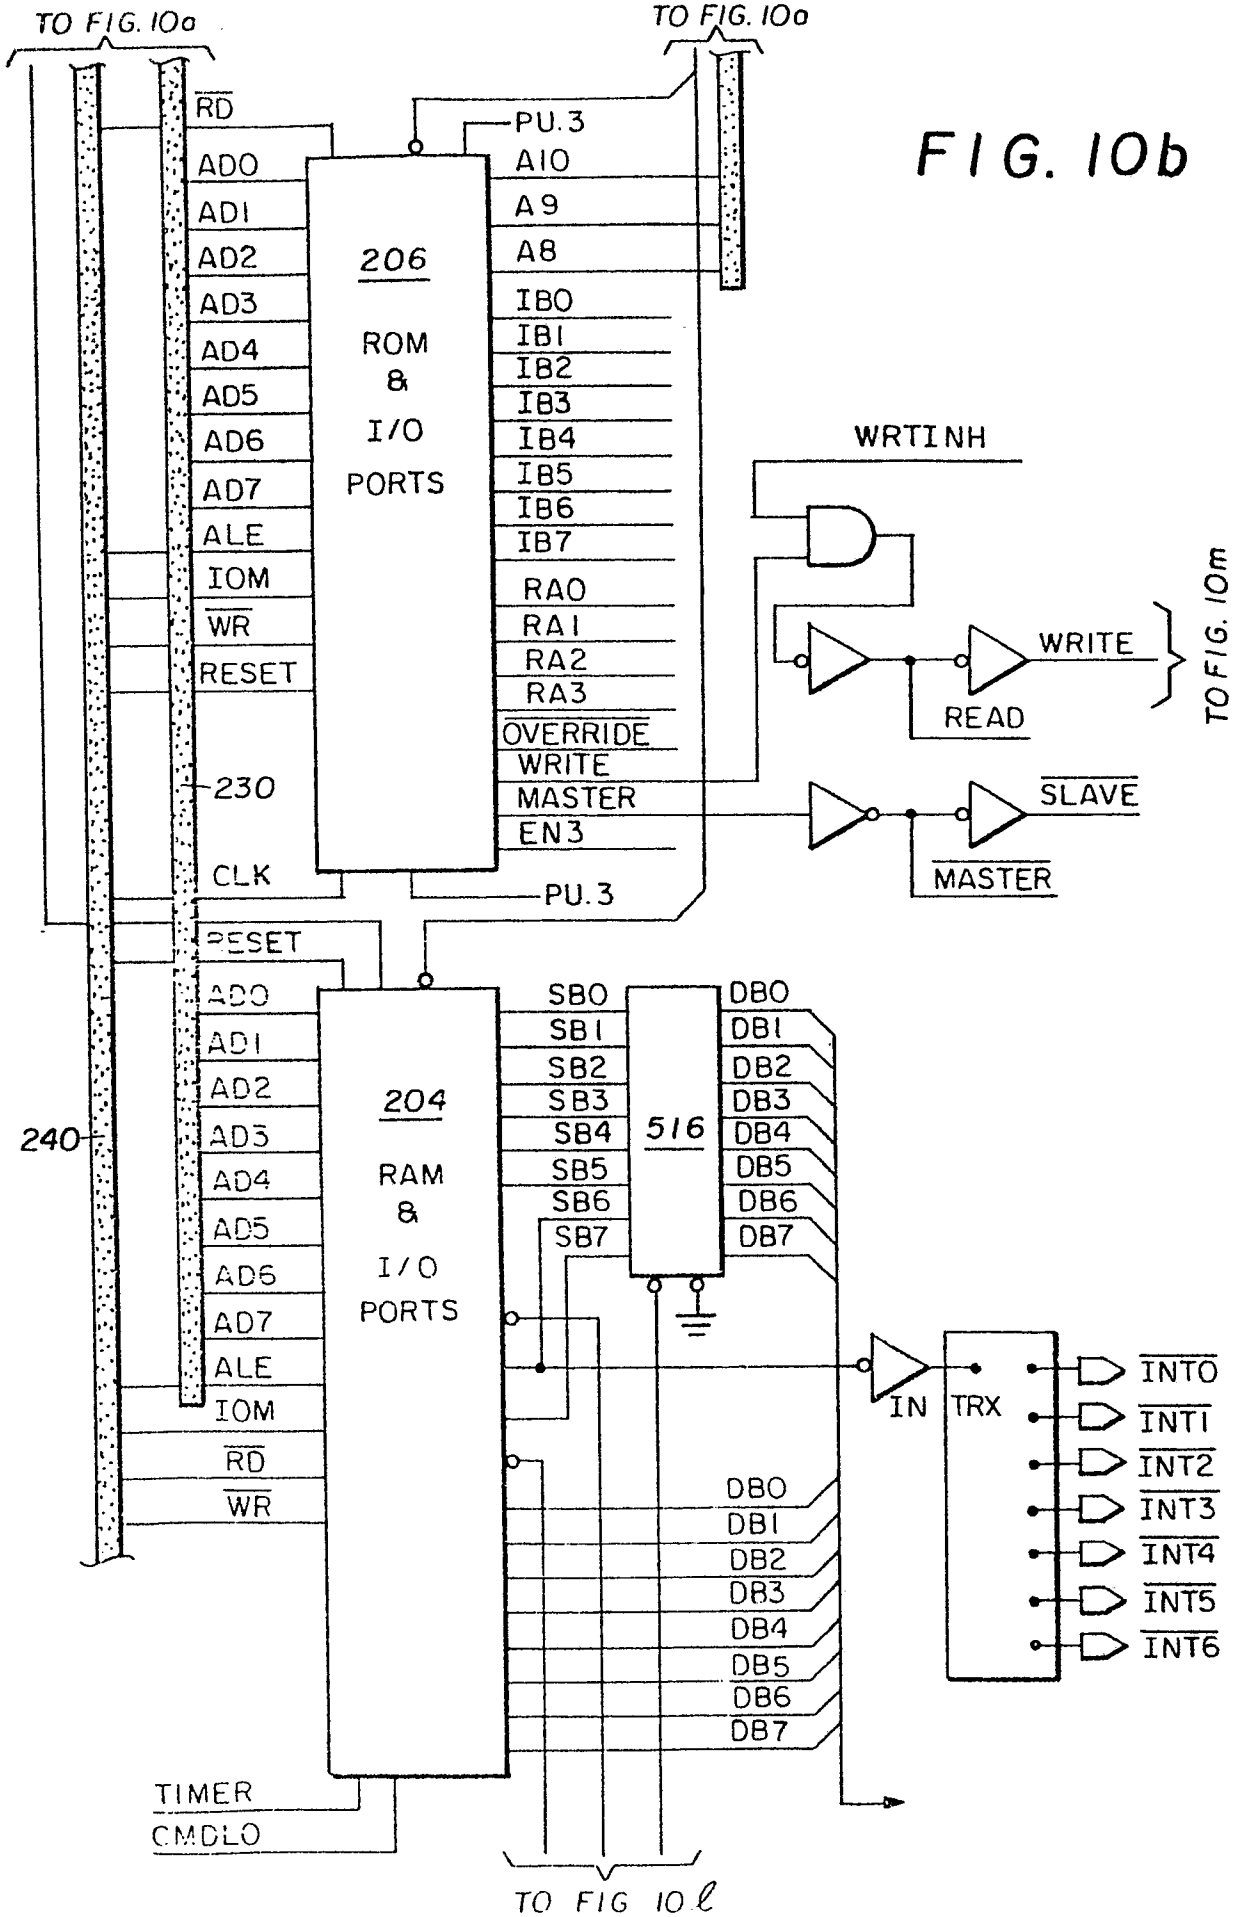 TO FIG. 10a
TO FIG. 10a
FIG. 10b
RD
AD0
AD1
AD2
AD3
AD4
AD5
AD6
AD7
ALE
IOM
WR
RESET
230
CLK
206
ROM
&
I/O
PORTS
PU.3
A10
A9
A8
IB0
IB1
IB2
IB3
IB4
IB5
IB6
IB7
RA0
RA1
RA2
RA3
OVERRIDE
WRITE
MASTER
EN3
PU.3
WRTINH
WRITE
READ
TO FIG. 10m
SLAVE
MASTER
RESET
AD0
AD1
AD2
AD3
AD4
AD5
AD6
AD7
ALE
IOM
RD
WR
240
204
RAM
&
I/O
PORTS
SB0
SB1
SB2
SB3
SB4
SB5
SB6
SB7
516
DB0
DB1
DB2
DB3
DB4
DB5
DB6
DB7
IN
TRX
INT0
INT1
INT2
INT3
INT4
INT5
INT6
DB0
DB1
DB2
DB3
DB4
DB5
DB6
DB7
TIMER
CMDLO
TO FIG 10 l